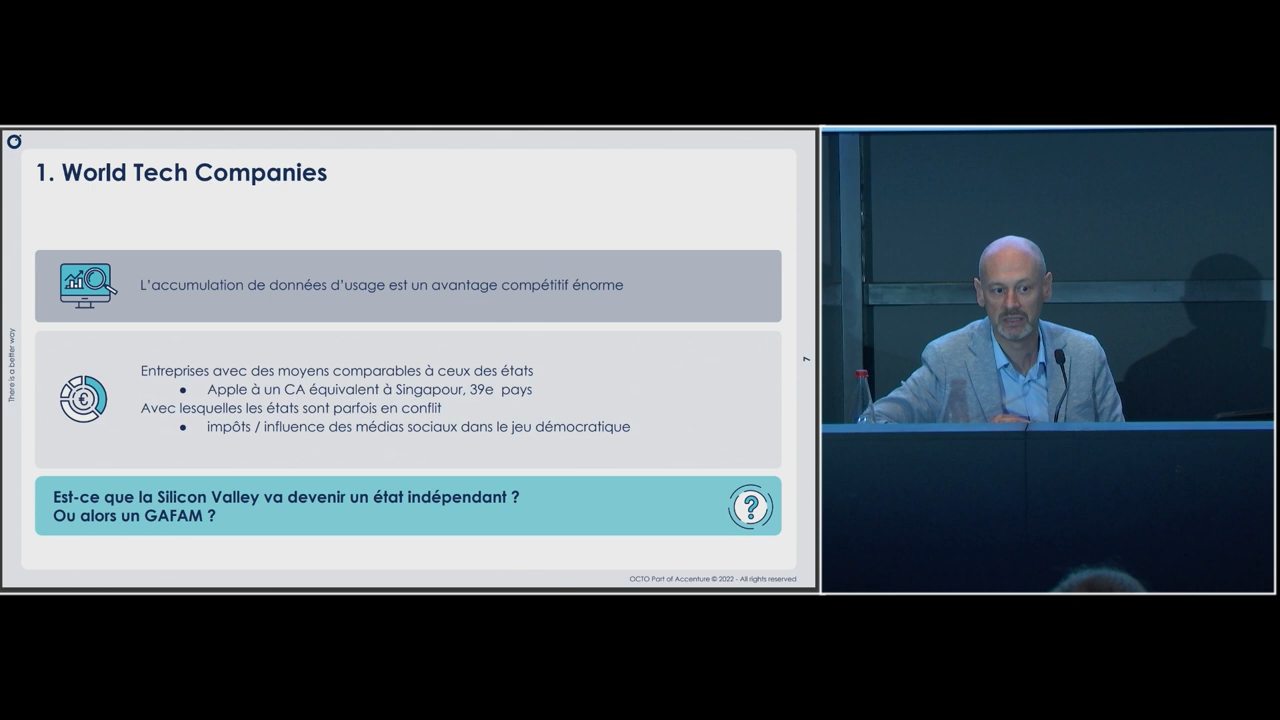 1. World Tech Companies
L'accumulation de données d'usage est un avantage compétitif énorme
Entreprises avec des moyens comparables à ceux des états
● Apple à un CA équivalent à Singapour, 39e pays
Avec lesquelles les états sont parfois en conflit
● impôts / influence des médias sociaux dans le jeu démocratique
Est-ce que la Silicon Valley va devenir un état indépendant ?
Ou alors un GAFAM ?
?
€
There is a better way
7
OCTO Part of Accenture © 2022 - All rights reserved